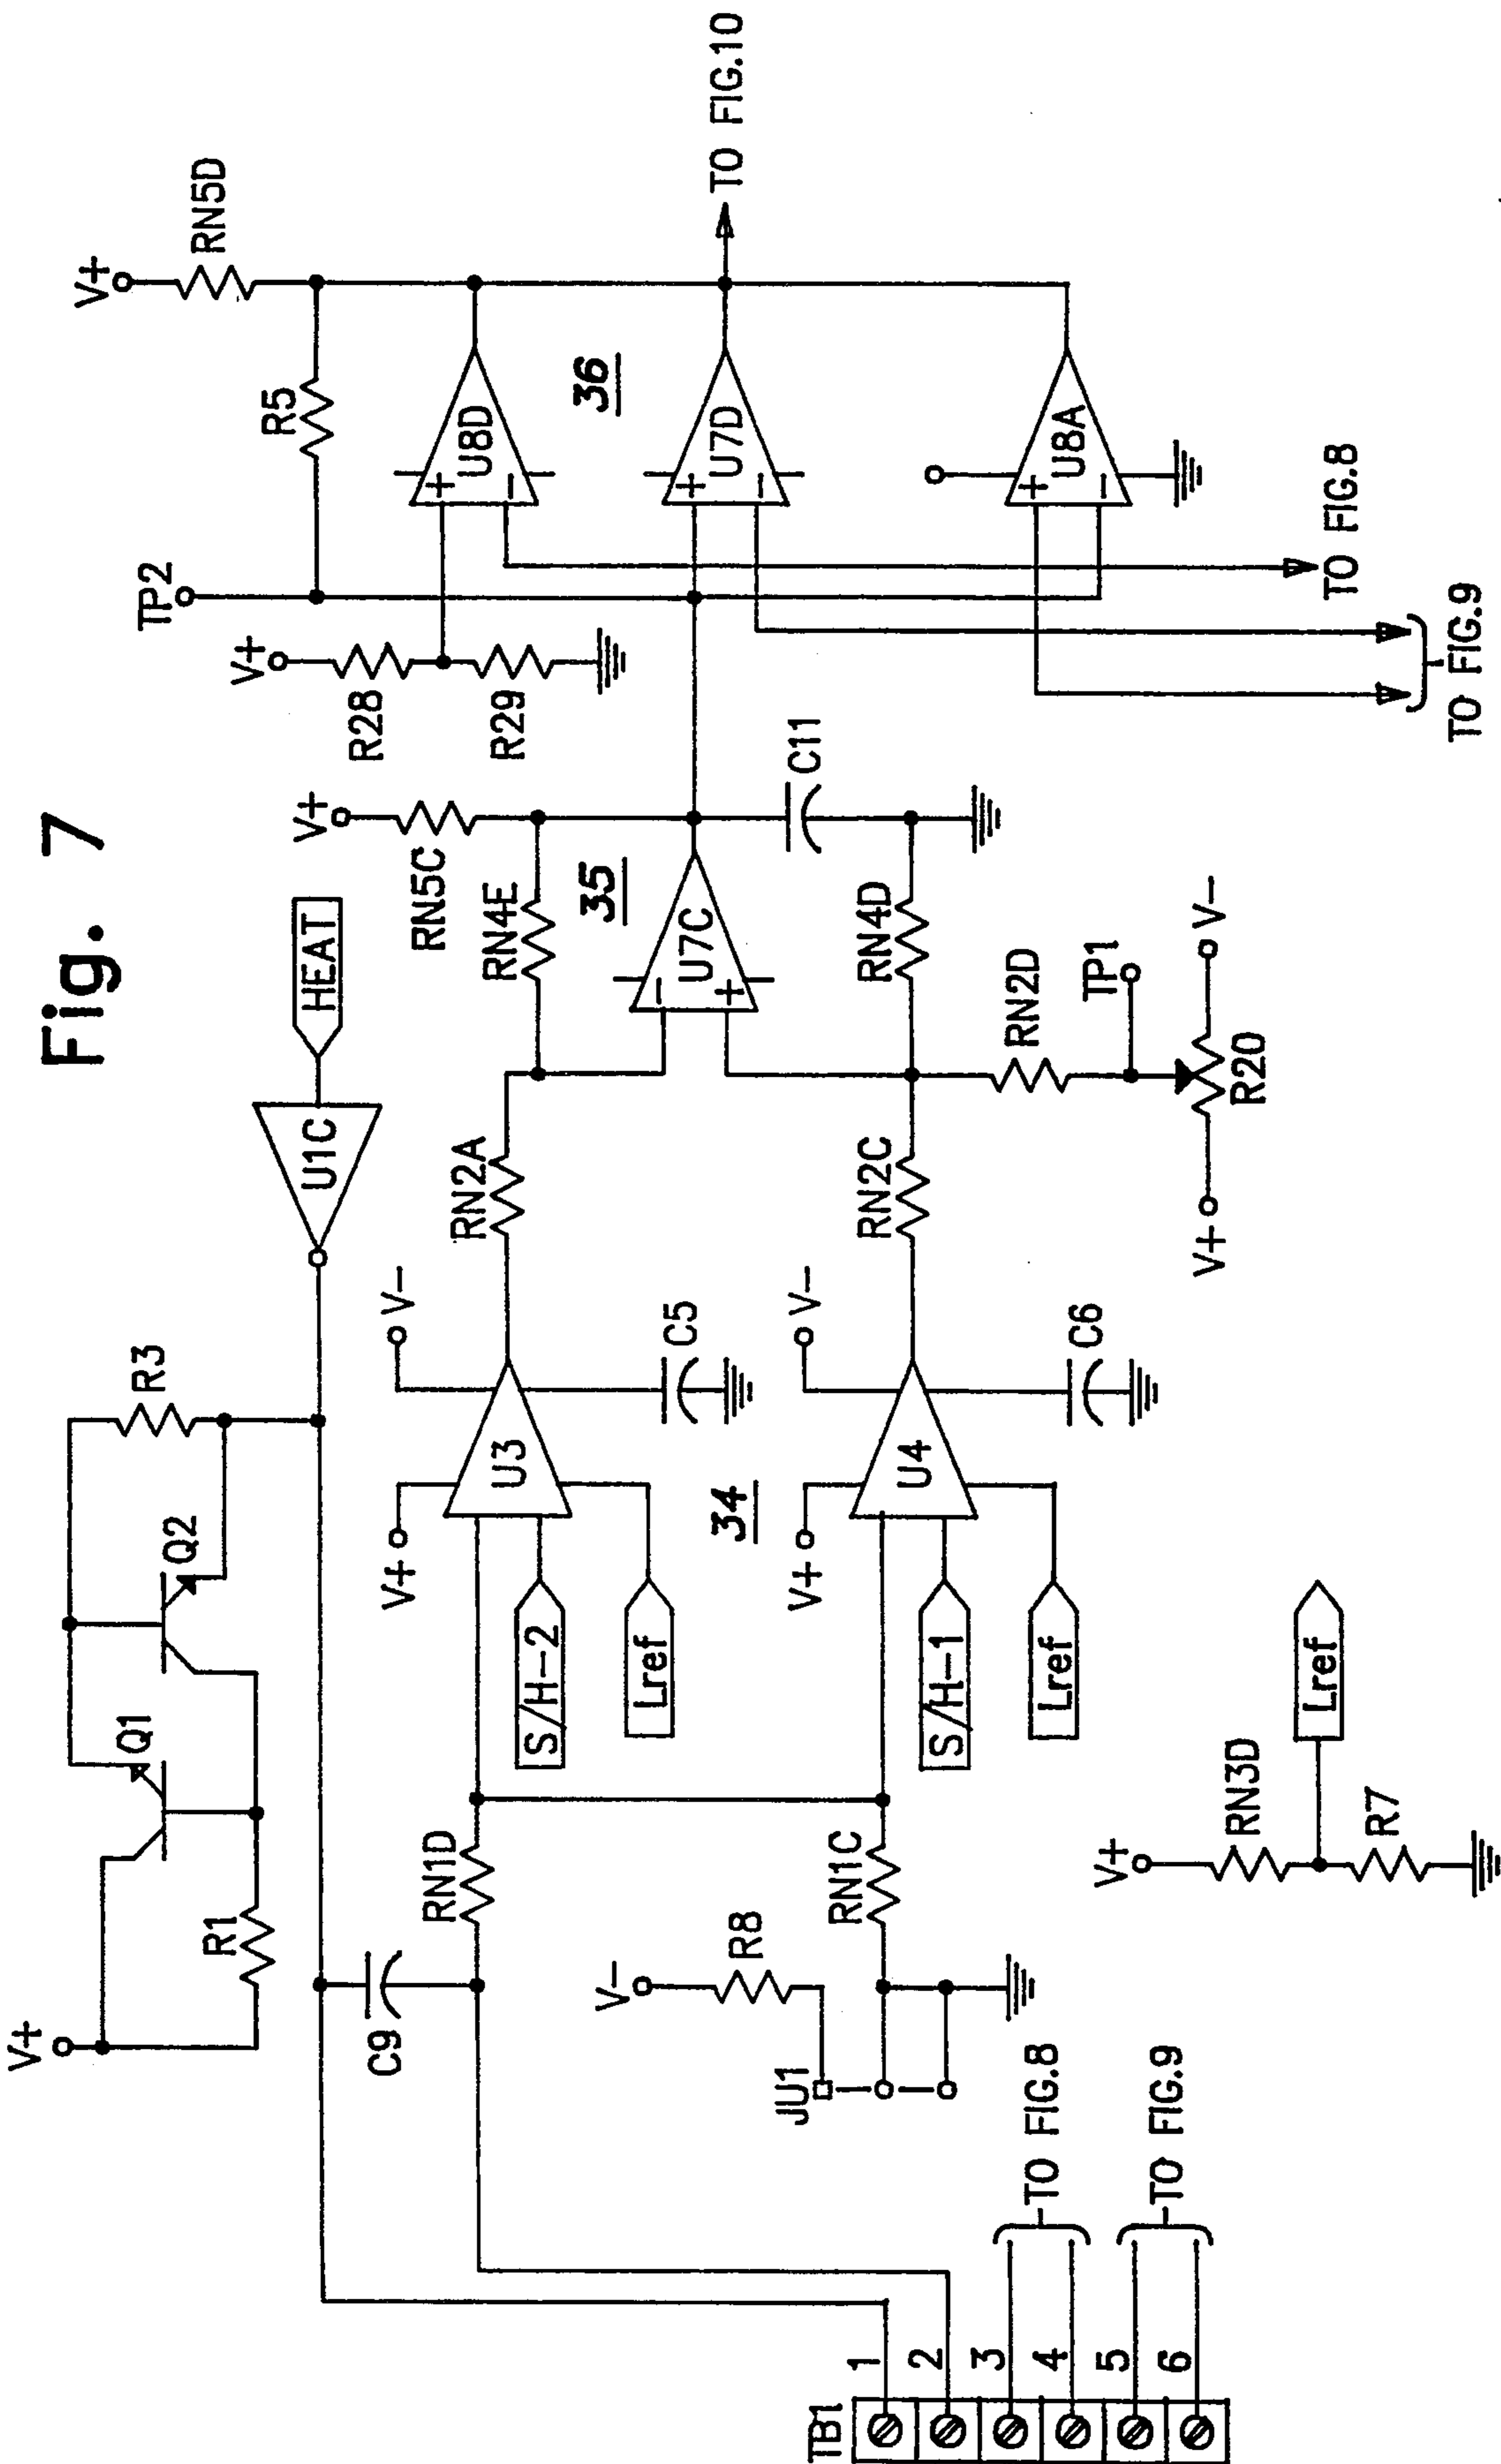 Fig. 7
V+
R1
Q1
Q2
R3
U1C
HEAT
C9
RN1D
V+
U3
V-
C5
S/H-2
Lref
34
RN2A
RN4E
RN5C
V+
35
U7C
C11
V-
R8
JU1
RN1C
V+
U4
V-
C6
S/H-1
Lref
RN2C
RN4D
RN2D
TP1
V+
R20
V-
V+
RN3D
R7
Lref
TB1
1
2
3
4
5
6
TO FIG.8
TO FIG.9
V+
R28
R29
TP2
R5
V+
RN5D
+
-
U8D
36
+
-
U7D
+
-
U8A
-
+
TO FIG.10
TO FIG.8
TO FIG.9